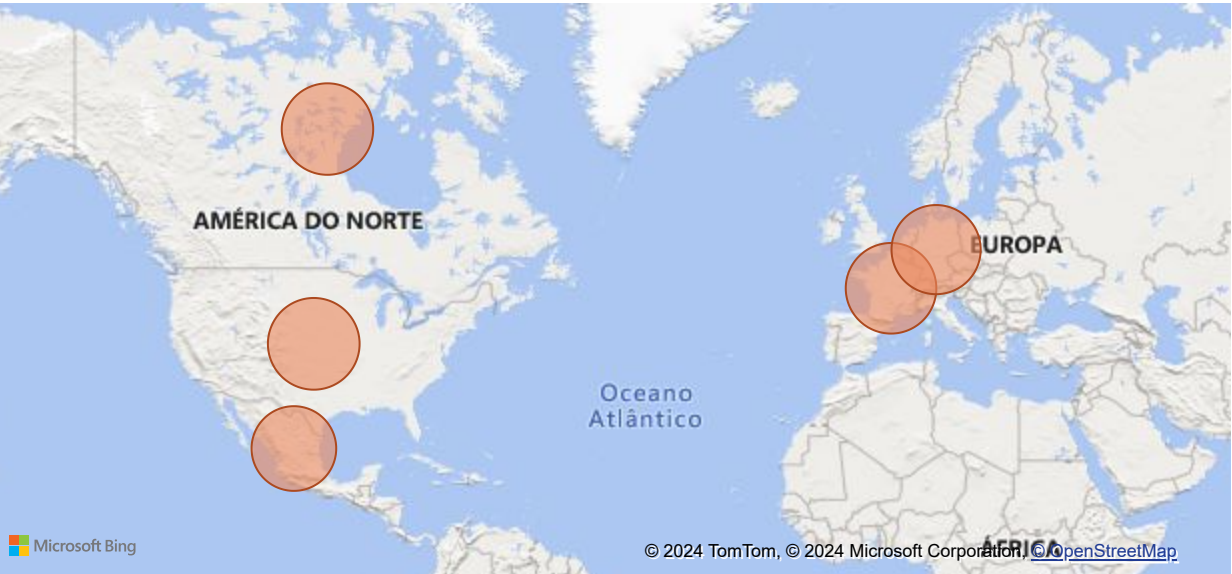 AMÉRICA DO NORTE
EUROPA
Oceano
Atlântico
ÁFRICA
Microsoft Bing
© 2024 TomTom, © 2024 Microsoft Corporation, © OpenStreetMap